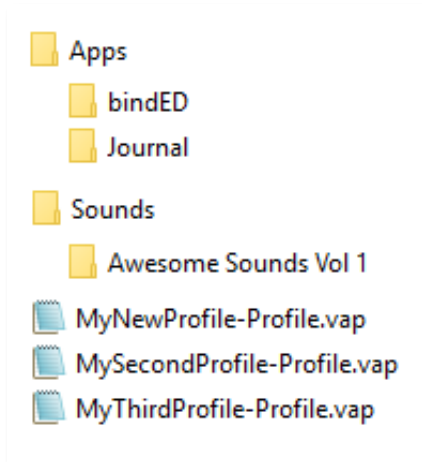 Apps
bindED
Journal
Sounds
Awesome Sounds Vol 1
MyNewProfile-Profile.vap
MySecondProfile-Profile.vap
MyThirdProfile-Profile.vap